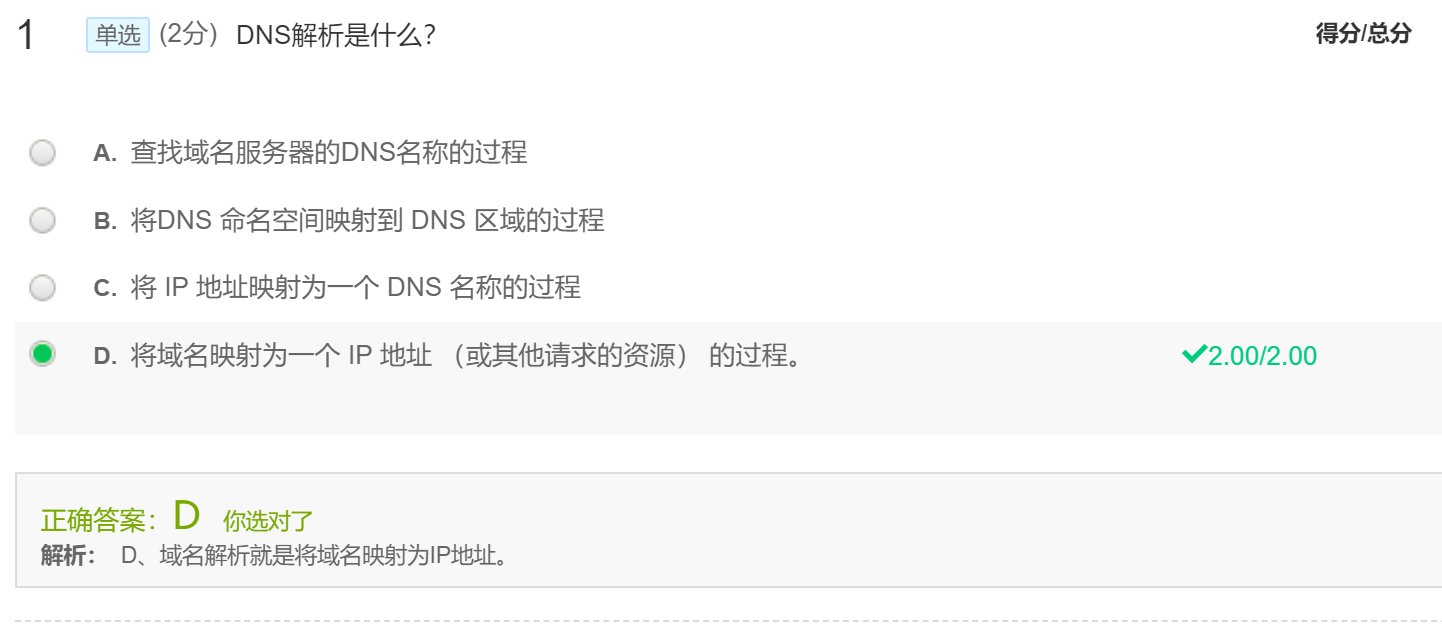 1 单选 (2分) DNS解析是什么? 得分/总分
A. 查找域名服务器的DNS名称的过程
B. 将DNS 命名空间映射到 DNS 区域的过程
C. 将 IP 地址映射为一个 DNS 名称的过程
D. 将域名映射为一个 IP 地址 （或其他请求的资源） 的过程。 2.00/2.00
正确答案：D 你选对了
解析： D、域名解析就是将域名映射为IP地址。